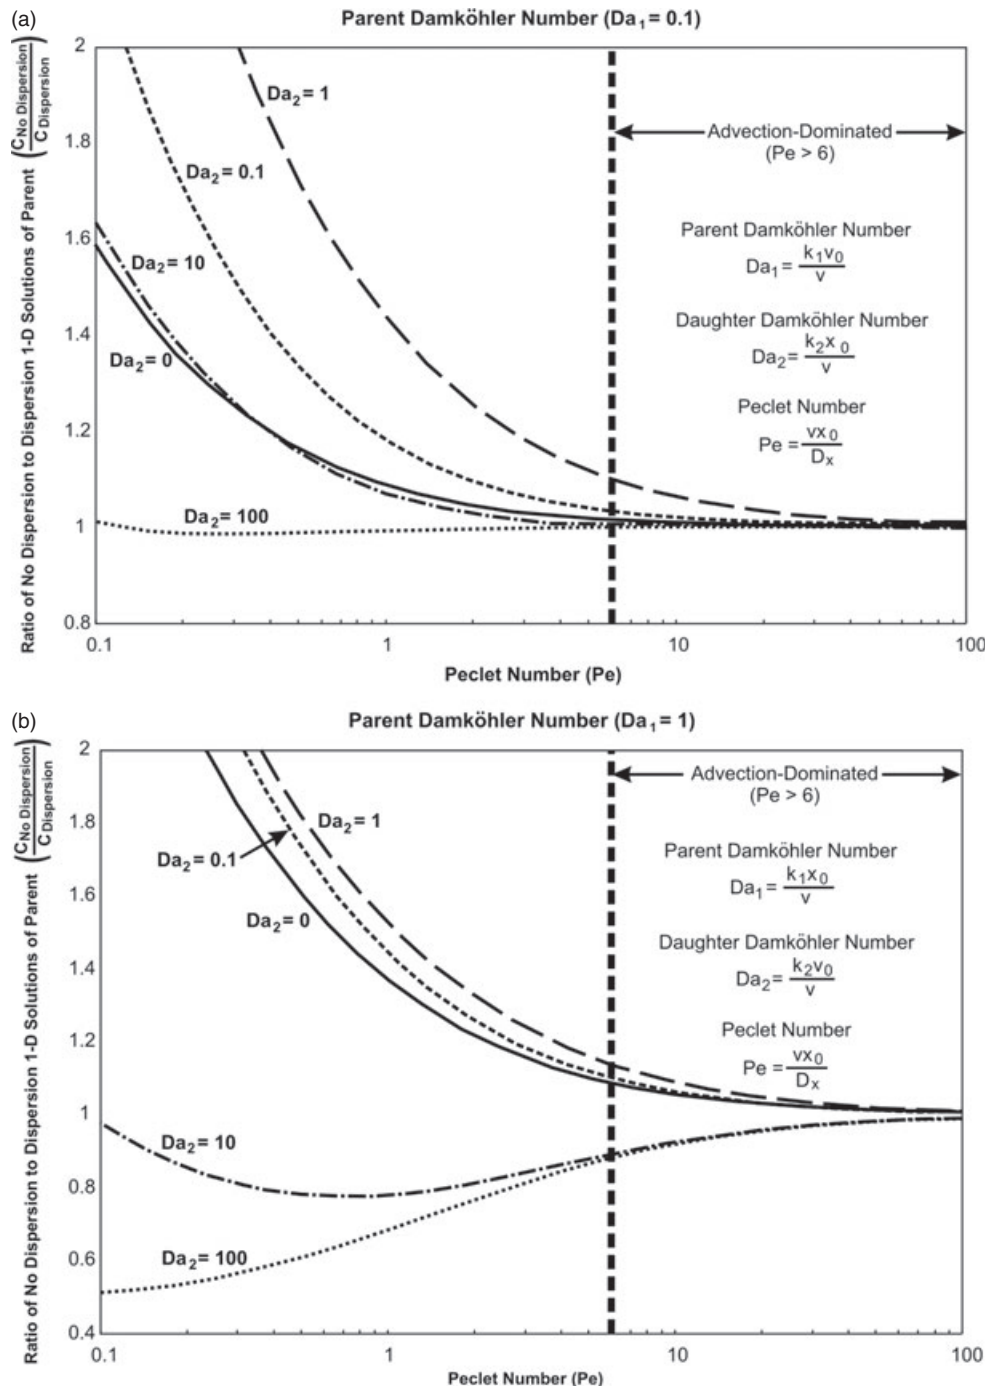 (a)
Parent Damköhler Number (Da₁ = 0.1)
Ratio of No Dispersion to Dispersion 1-D Solutions of Parent (C No Dispersion / C Dispersion)
2
1.8
1.6
1.4
1.2
1
0.8
Da₂ = 1
Da₂ = 0.1
Da₂ = 10
Da₂ = 0
Da₂ = 100
Advection-Dominated
(Pe > 6)
Parent Damköhler Number
Da₁ = k₁v₀ / v
Daughter Damköhler Number
Da₂ = k₂x₀ / v
Peclet Number
Pe = vx₀ / Dₓ
0.1 1 10 100
Peclet Number (Pe)
(b)
Parent Damköhler Number (Da₁ = 1)
Ratio of No Dispersion to Dispersion 1-D Solutions of Parent (C No Dispersion / C Dispersion)
2
1.8
1.6
1.4
1.2
1
0.8
0.6
0.4
Da₂ = 1
Da₂ = 0.1
Da₂ = 0
Da₂ = 10
Da₂ = 100
Advection-Dominated
(Pe > 6)
Parent Damköhler Number
Da₁ = k₁x₀ / v
Daughter Damköhler Number
Da₂ = k₂v₀ / v
Peclet Number
Pe = vx₀ / Dₓ
0.1 1 10 100
Peclet Number (Pe)